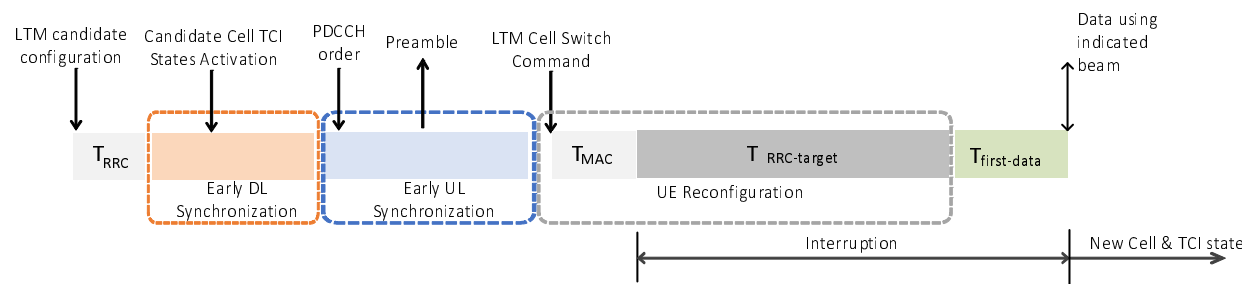 LTM candidate
configuration
Candidate Cell TCI
States Activation
PDCCH
order
Preamble
LTM Cell Switch
Command
Data using
indicated
beam
TRRC
TMAC
T RRC-target
Tfirst-data
Early DL
Synchronization
Early UL
Synchronization
UE Reconfiguration
Interruption
New Cell & TCI state